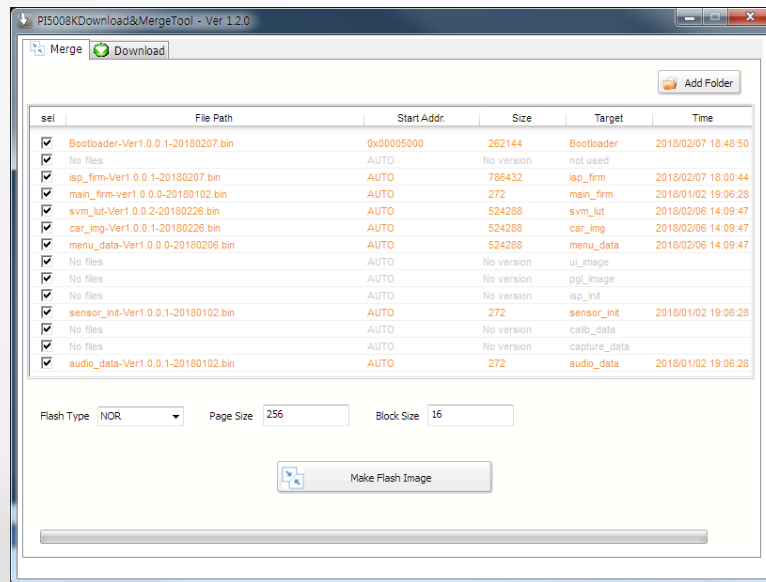 PI5008KDownload&MergeTool - Ver 1.2.0
Merge Download
Add Folder
sel File Path Start Addr. Size Target Time
Bootloader-Ver1.0.0.1-20180207.bin 0x00005000 262144 Bootloader 2018/02/07 18:48:50
No files AUTO No version not used
isp_firm-Ver1.0.0.1-20180207.bin AUTO 786432 isp_firm 2018/02/07 18:00:44
main_firm-ver1.0.0.0-20180102.bin AUTO 272 main_firm 2018/01/02 19:06:28
svm_lut-Ver1.0.0.2-20180226.bin AUTO 524288 svm_lut 2018/02/06 14:09:47
car_img-Ver1.0.0.1-20180226.bin AUTO 524288 car_img 2018/02/06 14:09:47
menu_data-Ver1.0.0.0-20180206.bin AUTO 524288 menu_data 2018/02/06 14:09:47
No files AUTO No version ui_image
No files AUTO No version pgl_image
No files AUTO No version isp_init
sensor_init-Ver1.0.0.1-20180102.bin AUTO 272 sensor_init 2018/01/02 19:06:28
No files AUTO No version calib_data
No files AUTO No version capture_data
audio_data-Ver1.0.0.1-20180102.bin AUTO 272 audio_data 2018/01/02 19:06:28
Flash Type NOR Page Size 256 Block Size 16
Make Flash Image